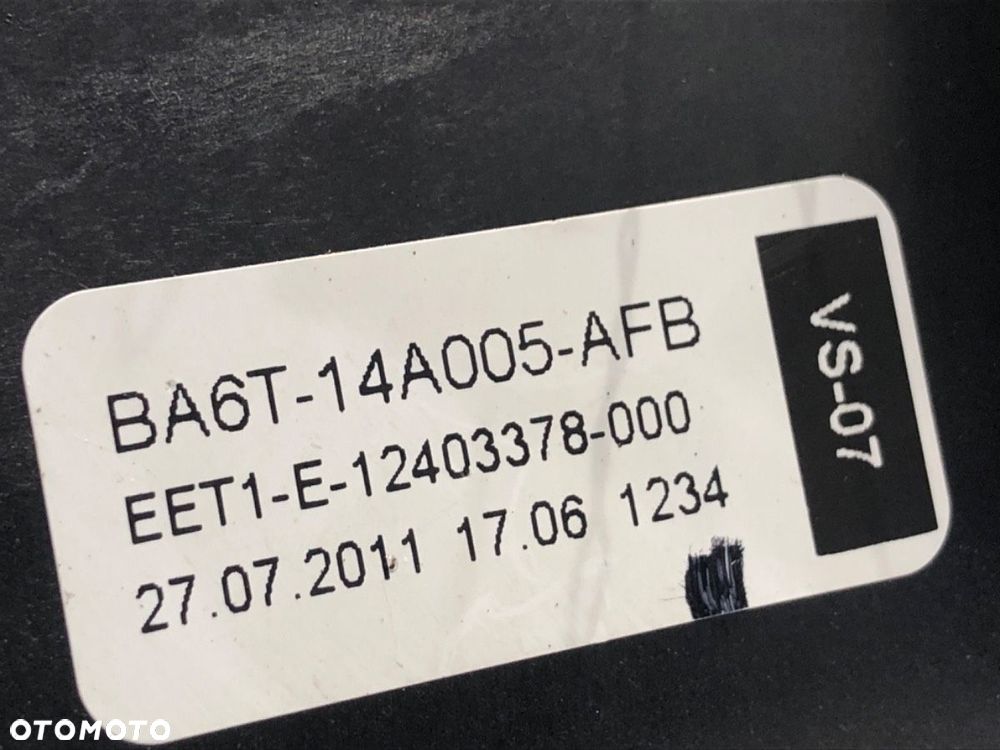 BA6T-14A005-AFB
EET1-E-12403378-000
27.07.2011 17.06 1234
VS-07
OTOMOTO